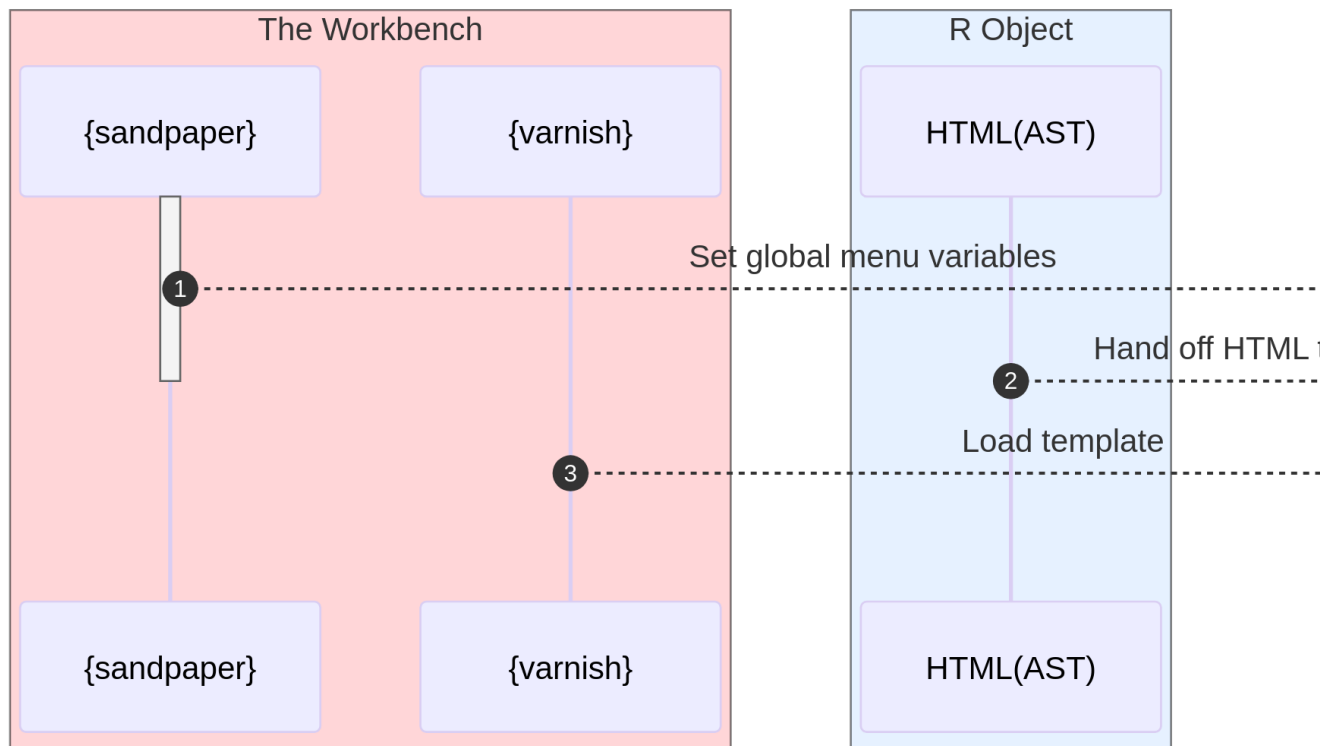 The Workbench
R Object
{sandpaper}
{varnish}
HTML(AST)
Set global menu variables
1
Hand off HTML
2
Load template
3
{sandpaper}
{varnish}
HTML(AST)